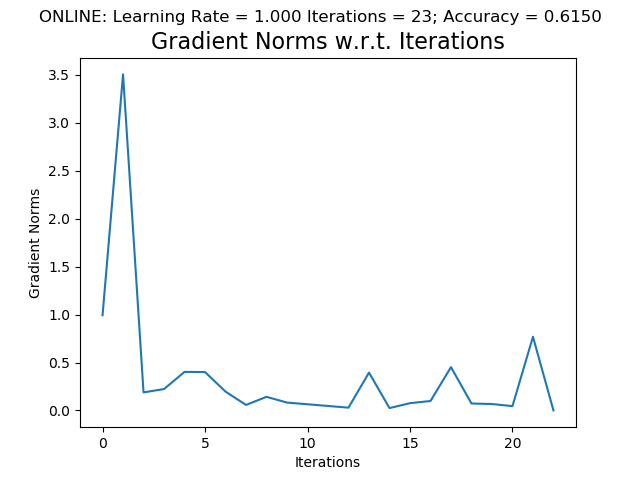 ONLINE: Learning Rate = 1.000 Iterations = 23; Accuracy = 0.6150
Gradient Norms w.r.t. Iterations
3.5
3.0
2.5
2.0
1.5
1.0
0.5
0.0
Gradient Norms
0 5 10 15 20
Iterations